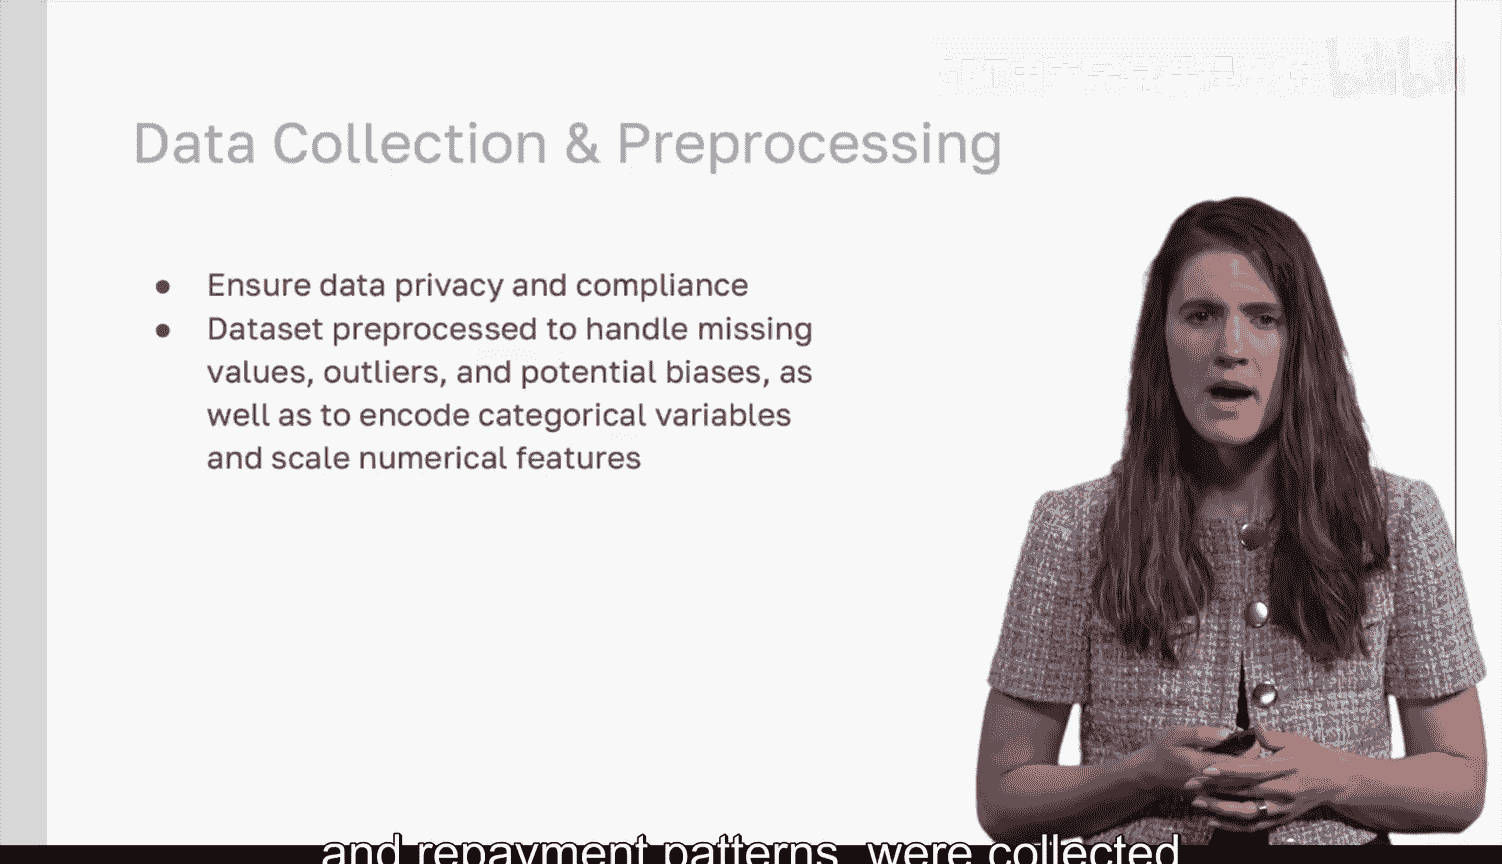 Data Collection & Preprocessing
● Ensure data privacy and compliance
● Dataset preprocessed to handle missing
values, outliers, and potential biases, as
well as to encode categorical variables
and scale numerical features
and repayment patterns, were collected